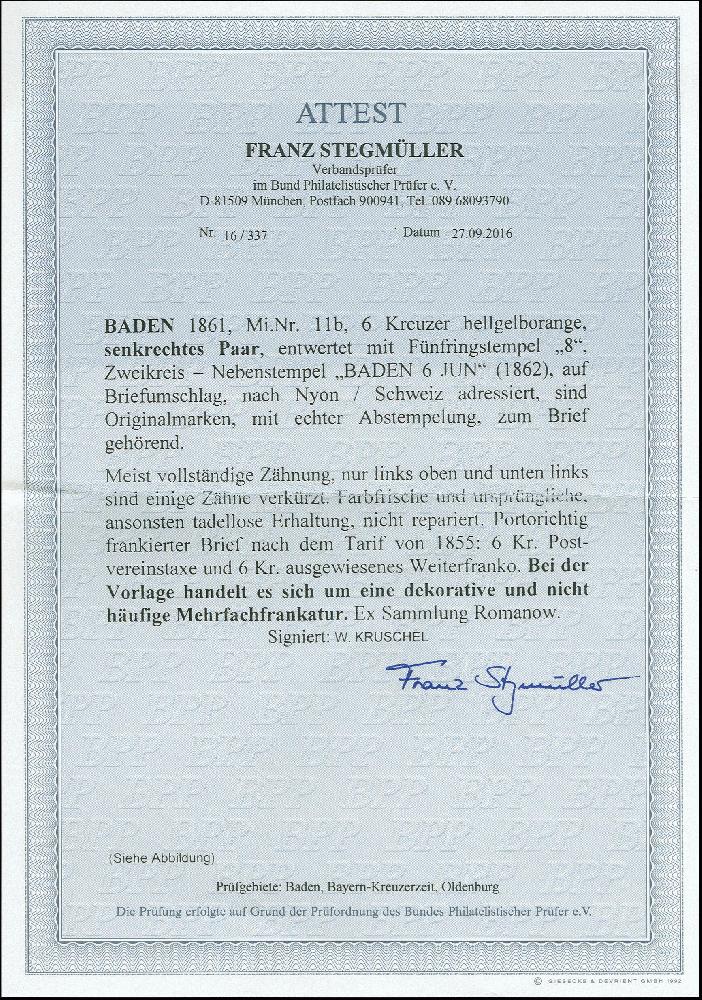 ATTEST
FRANZ STEGMÜLLER
Verbandsprüfer
im Bund Philatelistischer Prüfer e. V.
D-81509 München, Postfach 900941, Tel. 089 68093790
Nr. 16 / 337 Datum 27.09.2016
BADEN 1861, Mi.Nr. 11b, 6 Kreuzer hellgelborange,
senkrechtes Paar, entwertet mit Fünfringstempel „8“,
Zweikreis – Nebenstempel „BADEN 6 JUN“ (1862), auf
Briefumschlag, nach Nyon / Schweiz adressiert, sind
Originalmarken, mit echter Abstempelung, zum Brief
gehörend.
Meist vollständige Zähnung, nur links oben und unten links
sind einige Zähne verkürzt. Farbfrische und ursprüngliche,
ansonsten tadellose Erhaltung, nicht repariert. Portorichtig
frankierter Brief nach dem Tarif von 1855: 6 Kr. Post-
vereinstaxe und 6 Kr. ausgewiesenes Weiterfranko. Bei der
Vorlage handelt es sich um eine dekorative und nicht
häufige Mehrfachfrankatur. Ex Sammlung Romanow.
Signiert: W. KRUSCHEL
Franz Stegmüller
(Siehe Abbildung)
Prüfgebiete: Baden, Bayern-Kreuzerzeit, Oldenburg
Die Prüfung erfolgte auf Grund der Prüfordnung des Bundes Philatelistischer Prüfer e.V.
© GIESECKE & DEVRIENT GMBH 1992